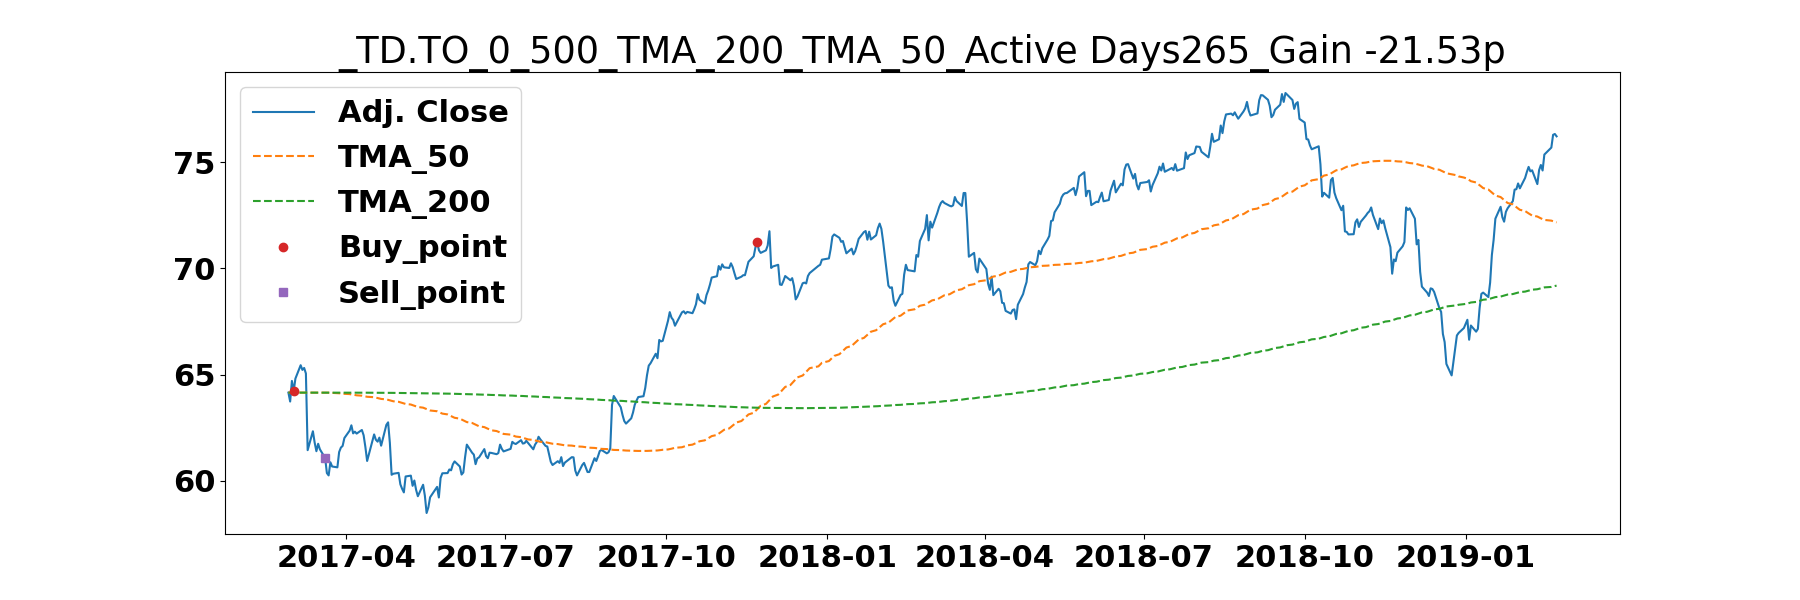 _TD.TO_0_500_TMA_200_TMA_50_Active Days265_Gain -21.53p
Adj. Close
TMA_50
TMA_200
Buy_point
Sell_point
75
70
65
60
2017-04 2017-07 2017-10 2018-01 2018-04 2018-07 2018-10 2019-01